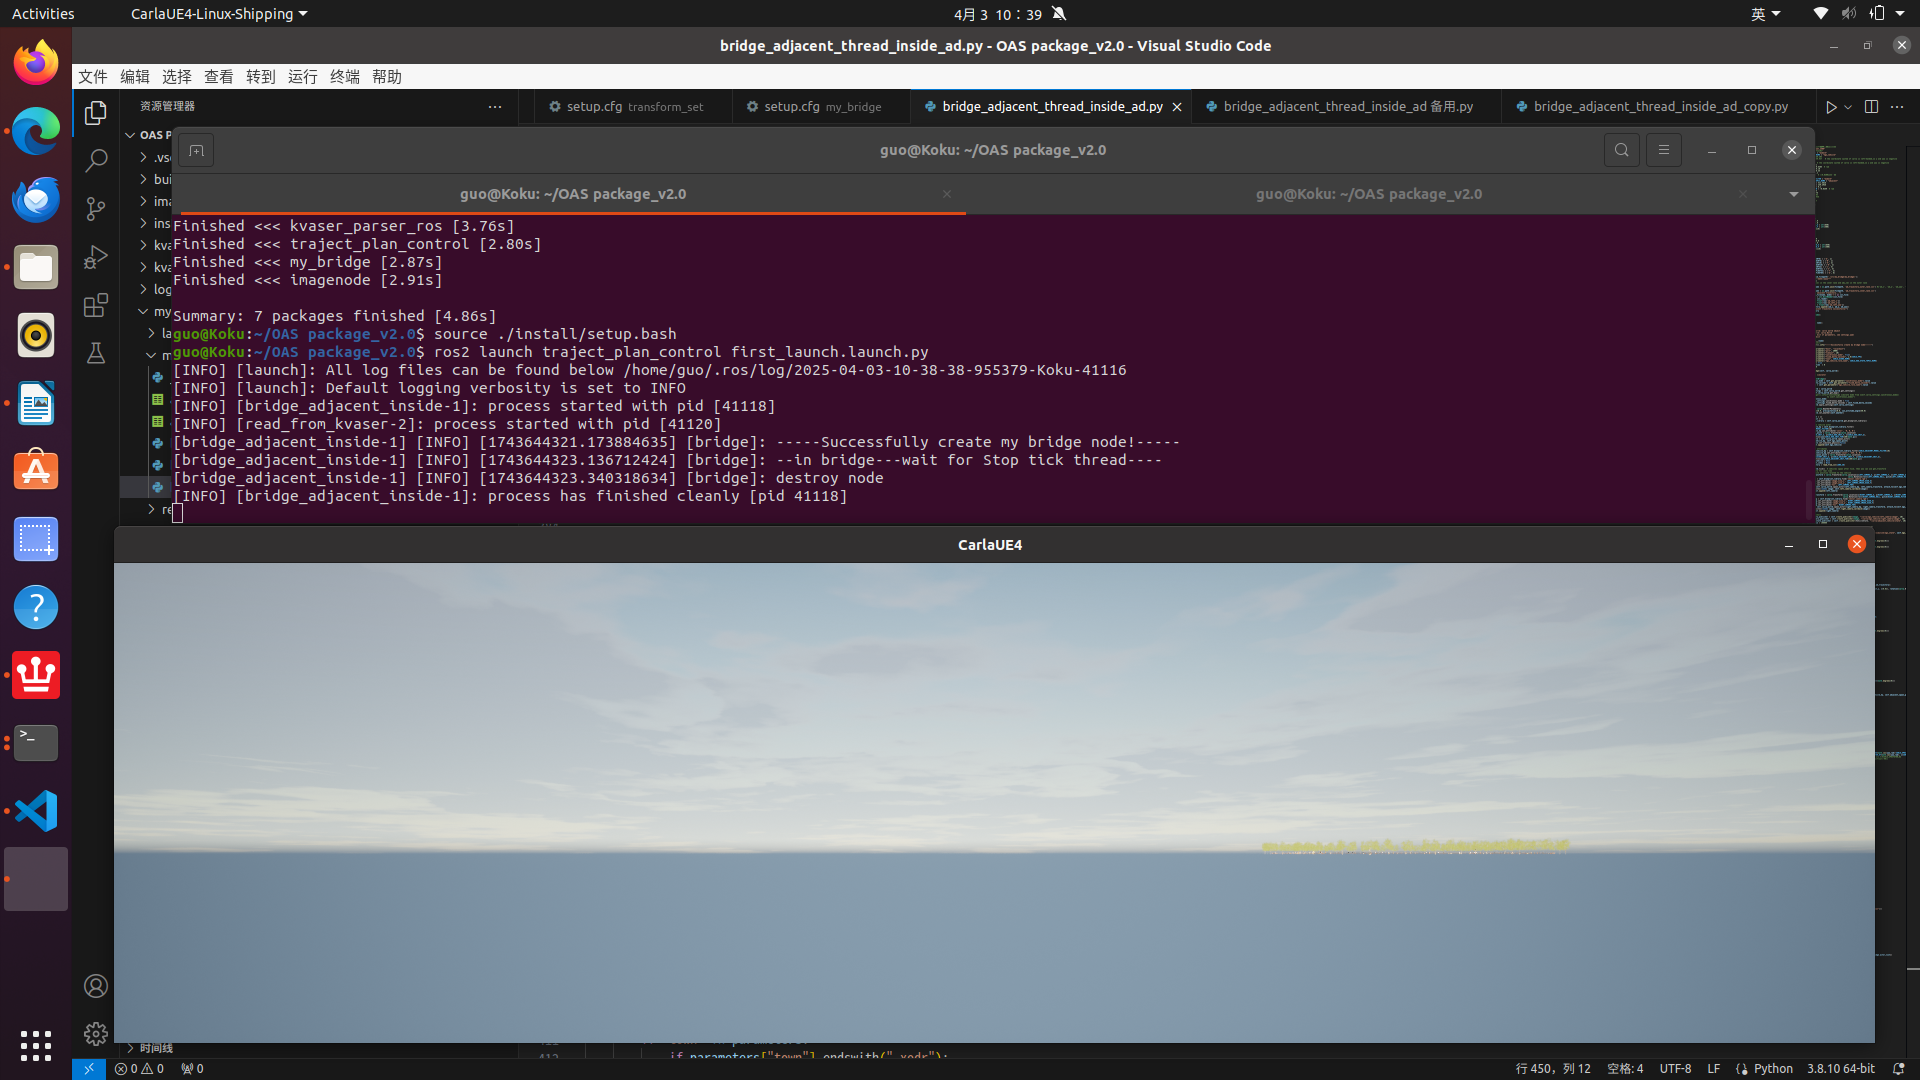 Activities
CarlaUE4-Linux-Shipping
4月 3 10：39
英
bridge_adjacent_thread_inside_ad.py - OAS package_v2.0 - Visual Studio Code
文件 编辑 选择 查看 转到 运行 终端 帮助
资源管理器
setup.cfg transform_set
setup.cfg my_bridge
bridge_adjacent_thread_inside_ad.py
bridge_adjacent_thread_inside_ad 备用.py
bridge_adjacent_thread_inside_ad_copy.py
OAS P
.vs
bui
ima
ins
kva
kva
log
my
la
m
re
guo@Koku: ~/OAS package_v2.0
guo@Koku: ~/OAS package_v2.0
guo@Koku: ~/OAS package_v2.0
Finished <<< kvaser_parser_ros [3.76s]
Finished <<< traject_plan_control [2.80s]
Finished <<< my_bridge [2.87s]
Finished <<< imagenode [2.91s]
Summary: 7 packages finished [4.86s]
guo@Koku:~/OAS package_v2.0$ source ./install/setup.bash
guo@Koku:~/OAS package_v2.0$ ros2 launch traject_plan_control first_launch.launch.py
[INFO] [launch]: All log files can be found below /home/guo/.ros/log/2025-04-03-10-38-38-955379-Koku-41116
[INFO] [launch]: Default logging verbosity is set to INFO
[INFO] [bridge_adjacent_inside-1]: process started with pid [41118]
[INFO] [read_from_kvaser-2]: process started with pid [41120]
[bridge_adjacent_inside-1] [INFO] [1743644321.173884635] [bridge]: -----Successfully create my bridge node!-----
[bridge_adjacent_inside-1] [INFO] [1743644323.136712424] [bridge]: --in bridge---wait for Stop tick thread----
[bridge_adjacent_inside-1] [INFO] [1743644323.340318634] [bridge]: destroy node
[INFO] [bridge_adjacent_inside-1]: process has finished cleanly [pid 41118]
CarlaUE4
时间线
412
if parameters["town"].endswith(".xodr"):
0 0 0
行 450，列 12
空格: 4
UTF-8
LF
Python
3.8.10 64-bit